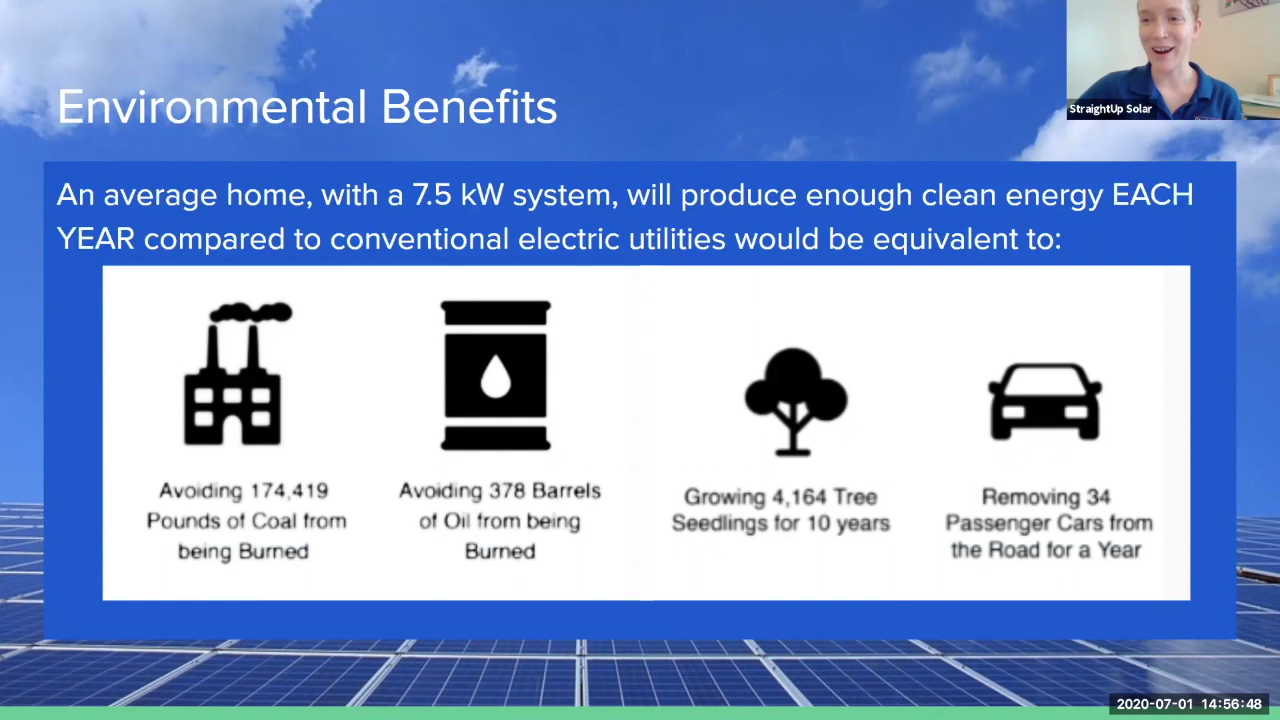 Environmental Benefits
StraightUp Solar
An average home, with a 7.5 kW system, will produce enough clean energy EACH
YEAR compared to conventional electric utilities would be equivalent to:
Avoiding 174,419
Pounds of Coal from
being Burned
Avoiding 378 Barrels
of Oil from being
Burned
Growing 4,164 Tree
Seedlings for 10 years
Removing 34
Passenger Cars from
the Road for a Year
2020-07-01 14:56:48